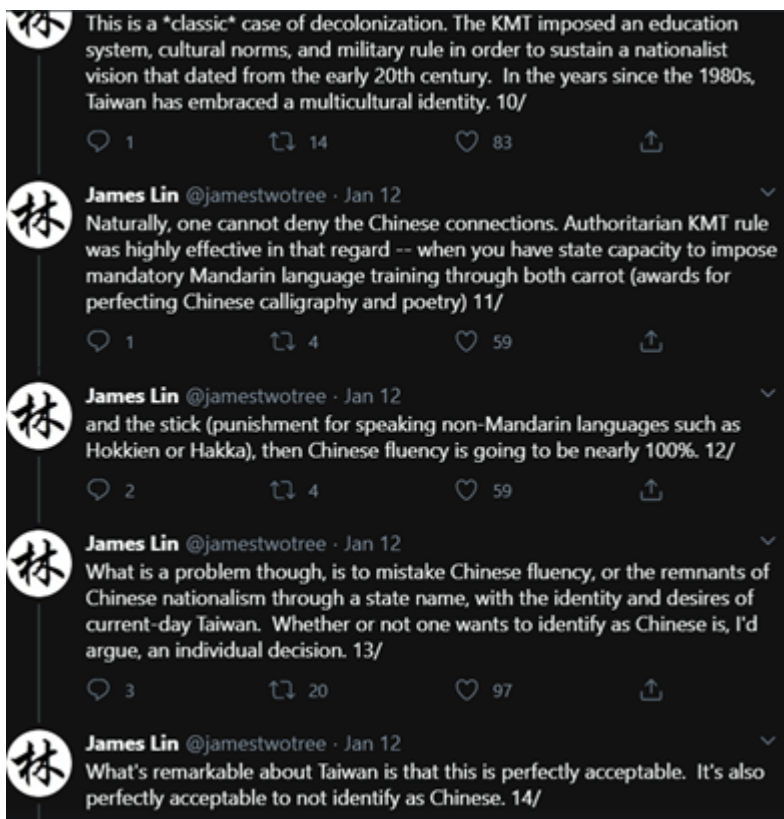 林
This is a *classic* case of decolonization. The KMT imposed an education
system, cultural norms, and military rule in order to sustain a nationalist
vision that dated from the early 20th century. In the years since the 1980s,
Taiwan has embraced a multicultural identity. 10/
1 14 83
林
James Lin @jamestwotree · Jan 12
Naturally, one cannot deny the Chinese connections. Authoritarian KMT rule
was highly effective in that regard -- when you have state capacity to impose
mandatory Mandarin language training through both carrot (awards for
perfecting Chinese calligraphy and poetry) 11/
1 4 59
林
James Lin @jamestwotree · Jan 12
and the stick (punishment for speaking non-Mandarin languages such as
Hokkien or Hakka), then Chinese fluency is going to be nearly 100%. 12/
2 4 59
林
James Lin @jamestwotree · Jan 12
What is a problem though, is to mistake Chinese fluency, or the remnants of
Chinese nationalism through a state name, with the identity and desires of
current-day Taiwan. Whether or not one wants to identify as Chinese is, I'd
argue, an individual decision. 13/
3 20 97
林
James Lin @jamestwotree · Jan 12
What's remarkable about Taiwan is that this is perfectly acceptable. It's also
perfectly acceptable to not identify as Chinese. 14/